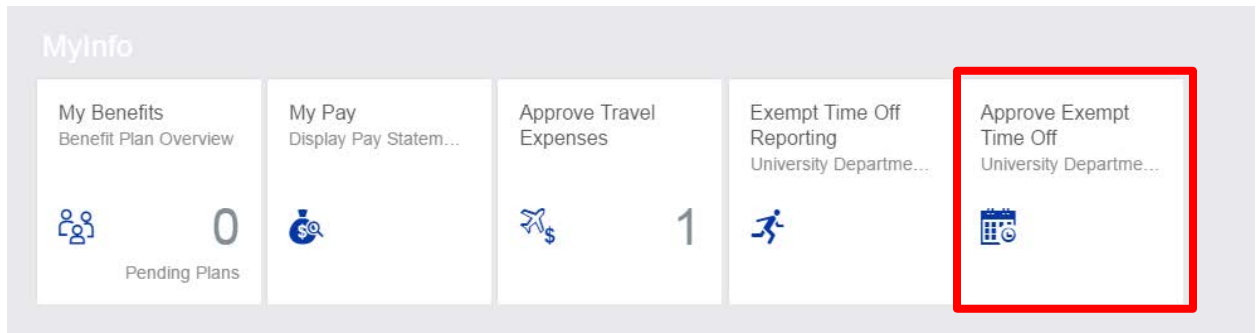 MyInfo
My Benefits
Benefit Plan Overview
0
Pending Plans
My Pay
Display Pay Statem...
$
Approve Travel
Expenses
$
1
Exempt Time Off
Reporting
University Departme...
Approve Exempt
Time Off
University Departme...